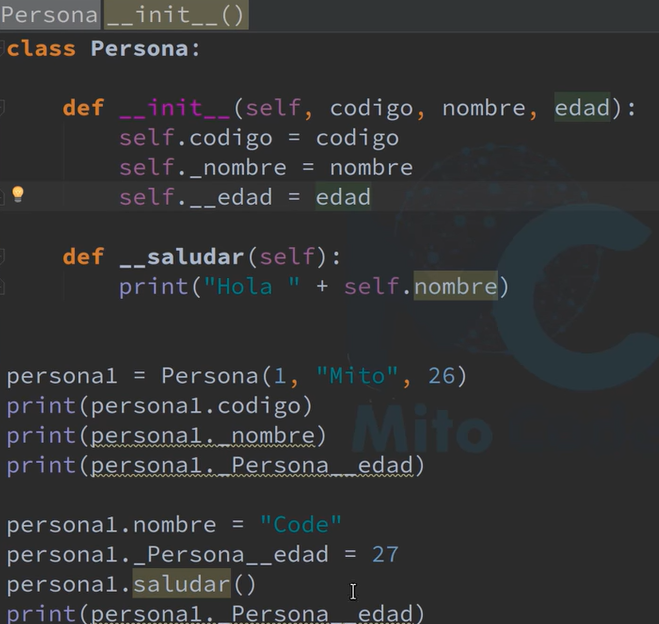 Persona __init__()
class Persona:
def __init__(self, codigo, nombre, edad):
self.codigo = codigo
self._nombre = nombre
self.__edad = edad
def __saludar(self):
print("Hola " + self.nombre)
persona1 = Persona(1, "Mito", 26)
print(persona1.codigo)
print(persona1._nombre)
print(persona1._Persona__edad)
Mito
persona1.nombre = "Code"
persona1._Persona__edad = 27
persona1.saludar()
print(persona1._Persona__edad)